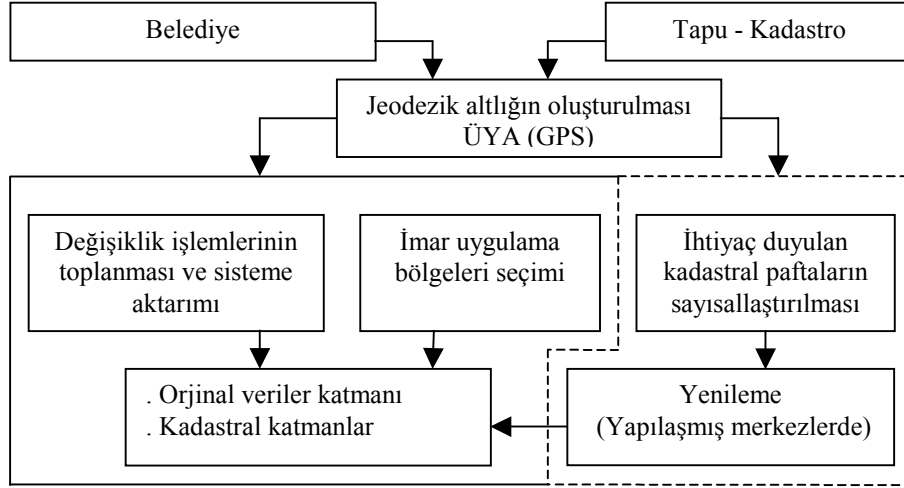 Belediye
Tapu - Kadastro
Jeodezik altlığın oluşturulması
ÜYA (GPS)
Değişiklik işlemlerinin
toplanması ve sisteme
aktarımı
İmar uygulama
bölgeleri seçimi
İhtiyaç duyulan
kadastral paftaların
sayısallaştırılması
. Orjinal veriler katmanı
. Kadastral katmanlar
Yenileme
(Yapılaşmış merkezlerde)